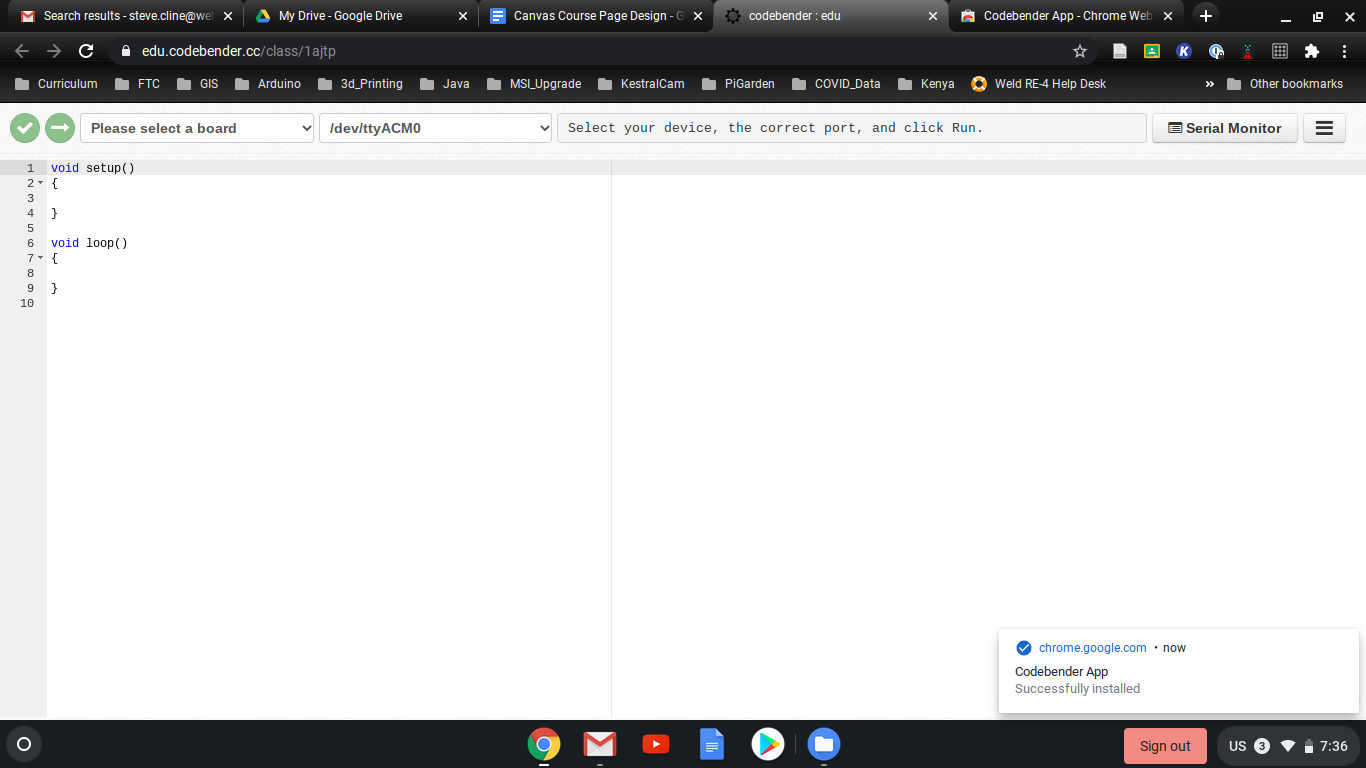 Search results - steve.cline@wel
My Drive - Google Drive
Canvas Course Page Design - G
codebender : edu
Codebender App - Chrome Web
edu.codebender.cc/class/1ajtp
Curriculum
FTC
GIS
Arduino
3d_Printing
Java
MSI_Upgrade
KestralCam
PiGarden
COVID_Data
Kenya
Weld RE-4 Help Desk
»
Other bookmarks
Please select a board
/dev/ttyACM0
Select your device, the correct port, and click Run.
Serial Monitor
1 void setup()
2 {
3
4 }
5
6 void loop()
7 {
8
9 }
10
chrome.google.com • now
Codebender App
Successfully installed
Sign out
US 3 7:36